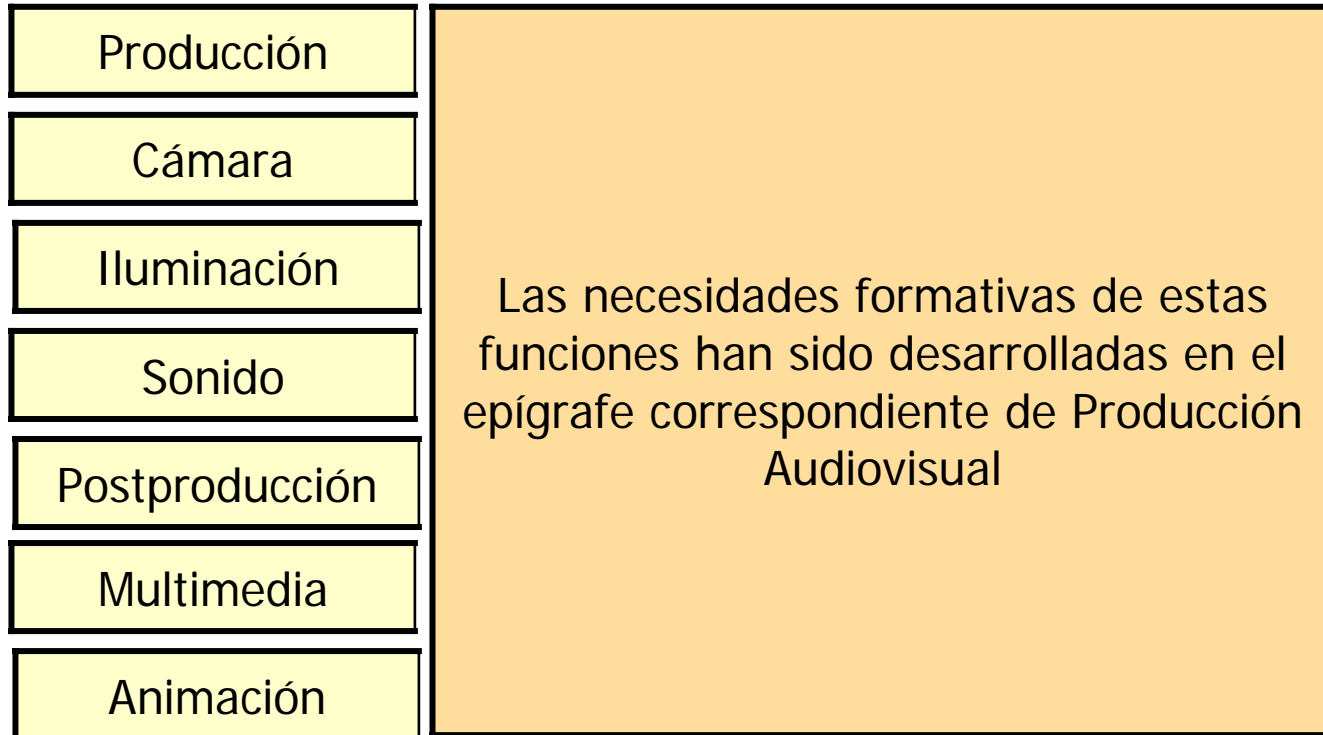 Producción
Cámara
Iluminación
Sonido
Postproducción
Multimedia
Animación
Las necesidades formativas de estas
funciones han sido desarrolladas en el
epígrafe correspondiente de Producción
Audiovisual